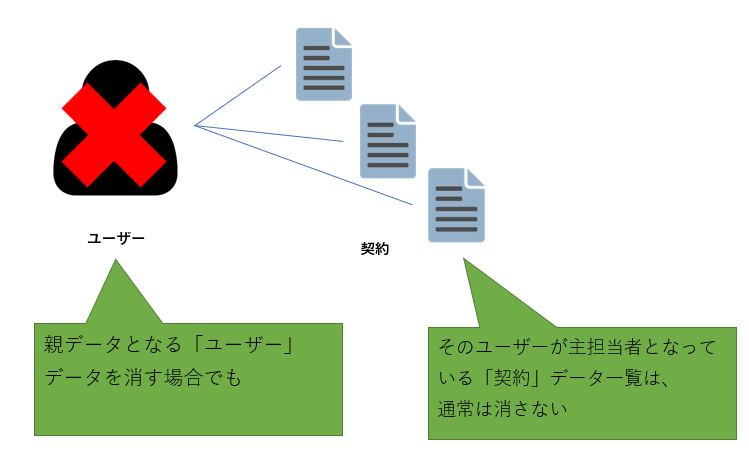 ユーザー
契約
親データとなる「ユーザー」
データを消す場合でも
そのユーザーが主担当者となって
いる「契約」データ一覧は、
通常は消さない